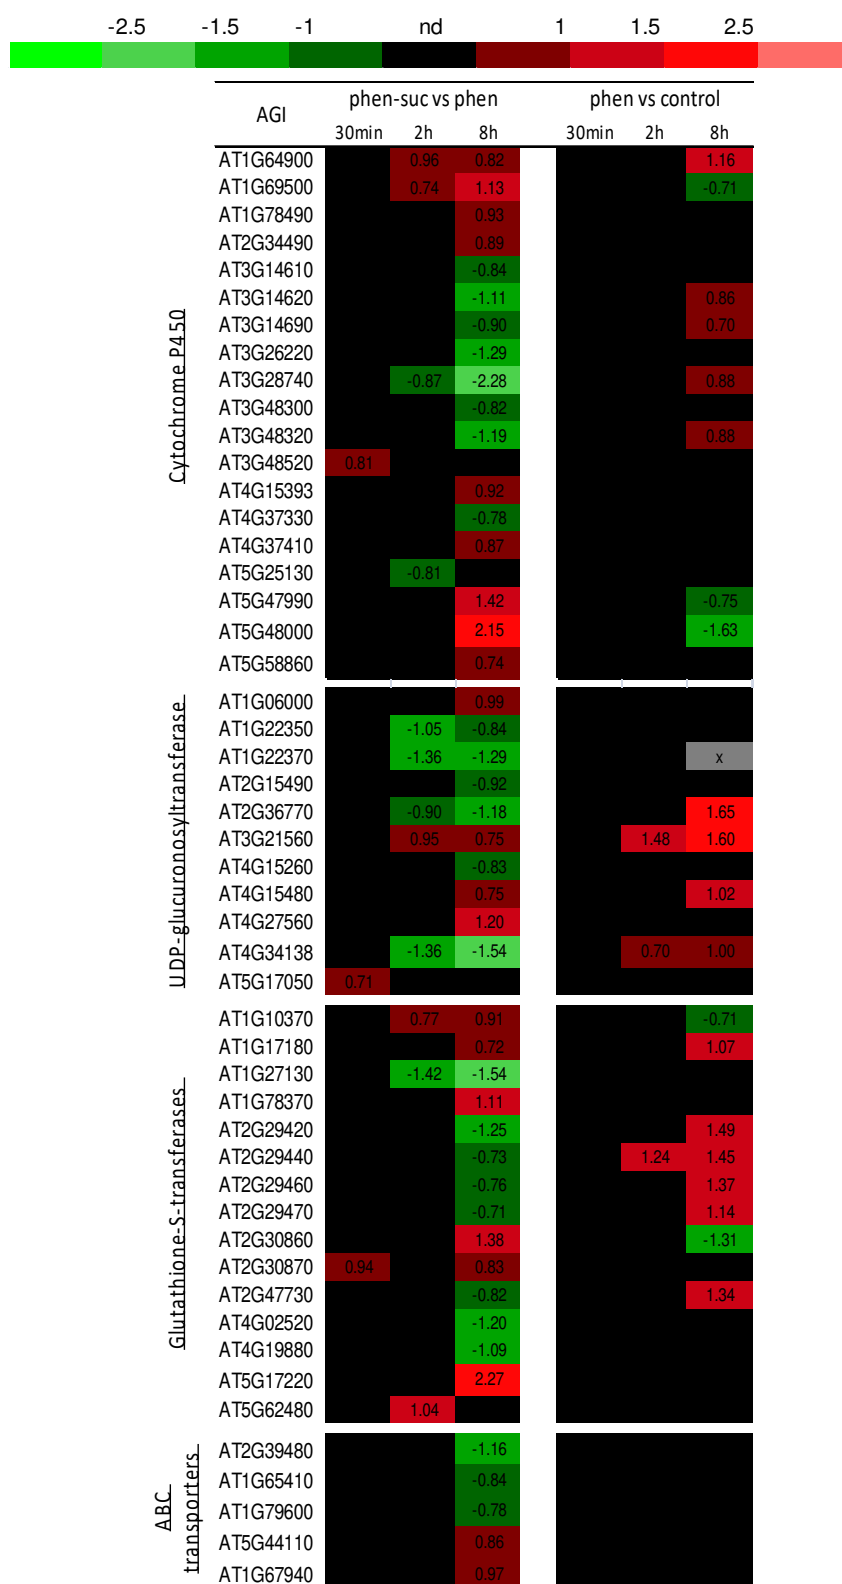 -2.5 -1.5 -1 nd 1 1.5 2.5
AGI phen-suc vs phen phen vs control
30min 2h 8h 30min 2h 8h
Cytochrome P450
AT1G64900 0.96 0.82 1.16
AT1G69500 0.74 1.13 -0.71
AT1G78490 0.93
AT2G34490 0.89
AT3G14610 -0.84
AT3G14620 -1.11 0.86
AT3G14690 -0.90 0.70
AT3G26220 -1.29
AT3G28740 -0.87 -2.28 0.88
AT3G48300 -0.82
AT3G48320 -1.19 0.88
AT3G48520 0.81
AT4G15393 0.92
AT4G37330 -0.78
AT4G37410 0.87
AT5G25130 -0.81
AT5G47990 1.42 -0.75
AT5G48000 2.15 -1.63
AT5G58860 0.74
UDP-glucuronosyltransferase
AT1G06000 0.99
AT1G22350 -1.05 -0.84
AT1G22370 -1.36 -1.29 x
AT2G15490 -0.92
AT2G36770 -0.90 -1.18 1.65
AT3G21560 0.95 0.75 1.48 1.60
AT4G15260 -0.83
AT4G15480 0.75 1.02
AT4G27560 1.20
AT4G34138 -1.36 -1.54 0.70 1.00
AT5G17050 0.71
Glutathione-S-transferases
AT1G10370 0.77 0.91 -0.71
AT1G17180 0.72 1.07
AT1G27130 -1.42 -1.54
AT1G78370 1.11
AT2G29420 -1.25 1.49
AT2G29440 -0.73 1.24 1.45
AT2G29460 -0.76 1.37
AT2G29470 -0.71 1.14
AT2G30860 1.38 -1.31
AT2G30870 0.94 0.83
AT2G47730 -0.82 1.34
AT4G02520 -1.20
AT4G19880 -1.09
AT5G17220 2.27
AT5G62480 1.04
ABC
transporters
AT2G39480 -1.16
AT1G65410 -0.84
AT1G79600 -0.78
AT5G44110 0.86
AT1G67940 0.97